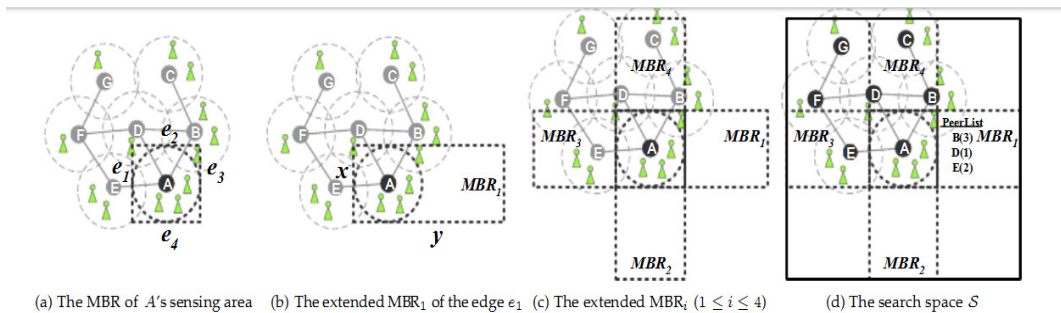 G
C
F
D
B
e2
e1
e3
E
A
e4
(a) The MBR of A's sensing area
G
C
F
D
B
x
E
A
MBR1
y
(b) The extended MBR1 of the edge e1
C
MBR4
G
F
D
B
MBR3
E
A
MBR1
MBR2
(c) The extended MBRi (1 ≤ i ≤ 4)
G
C
MBR4
F
D
B
PeerList
MBR3
B(3) MBR1
D(1)
E
A
E(2)
MBR2
(d) The search space S